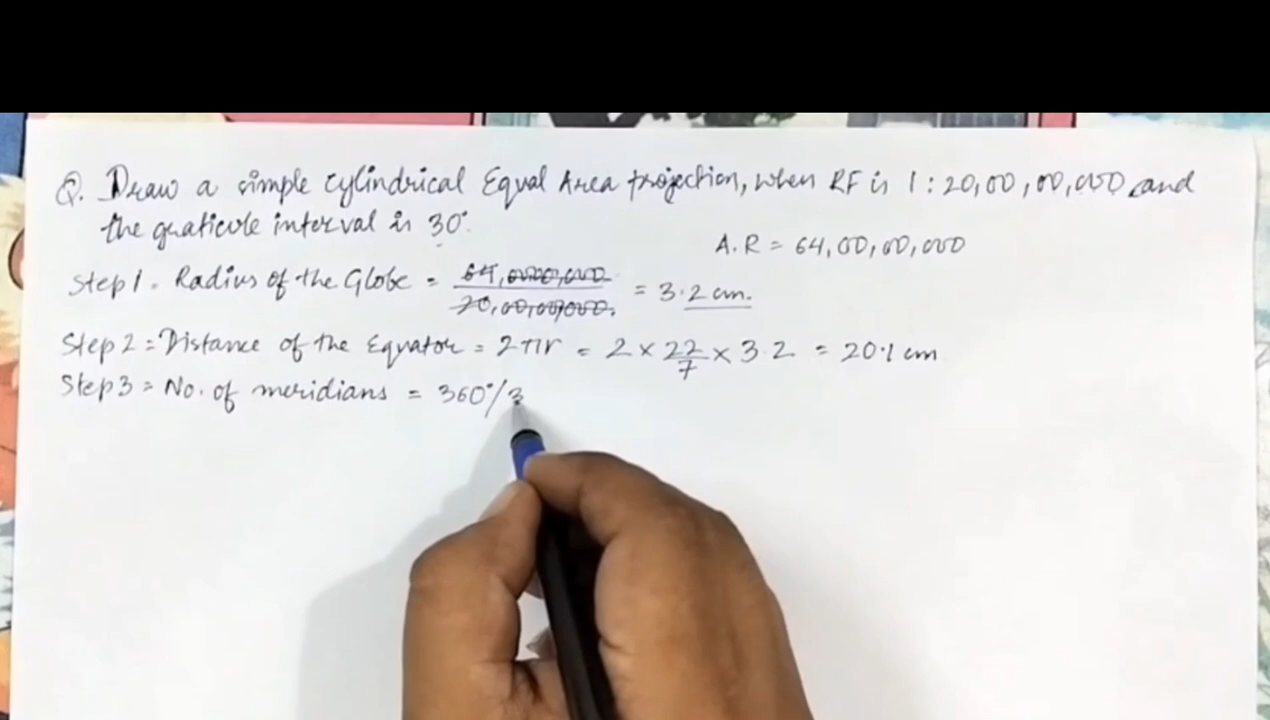 Q. Draw a simple cylindrical Equal Area projection, when RF is 1 : 20,00,00,000 and
the graticule interval is 30°.
A.R = 64,00,00,000
Step 1. Radius of the Globe = 64,0000,000 / 20,00,00,000. = 3.2 cm.
Step 2 = Distance of the Equator = 2πr = 2 × 22/7 × 3.2 = 20.1 cm
Step 3 = No. of meridians = 360°/3